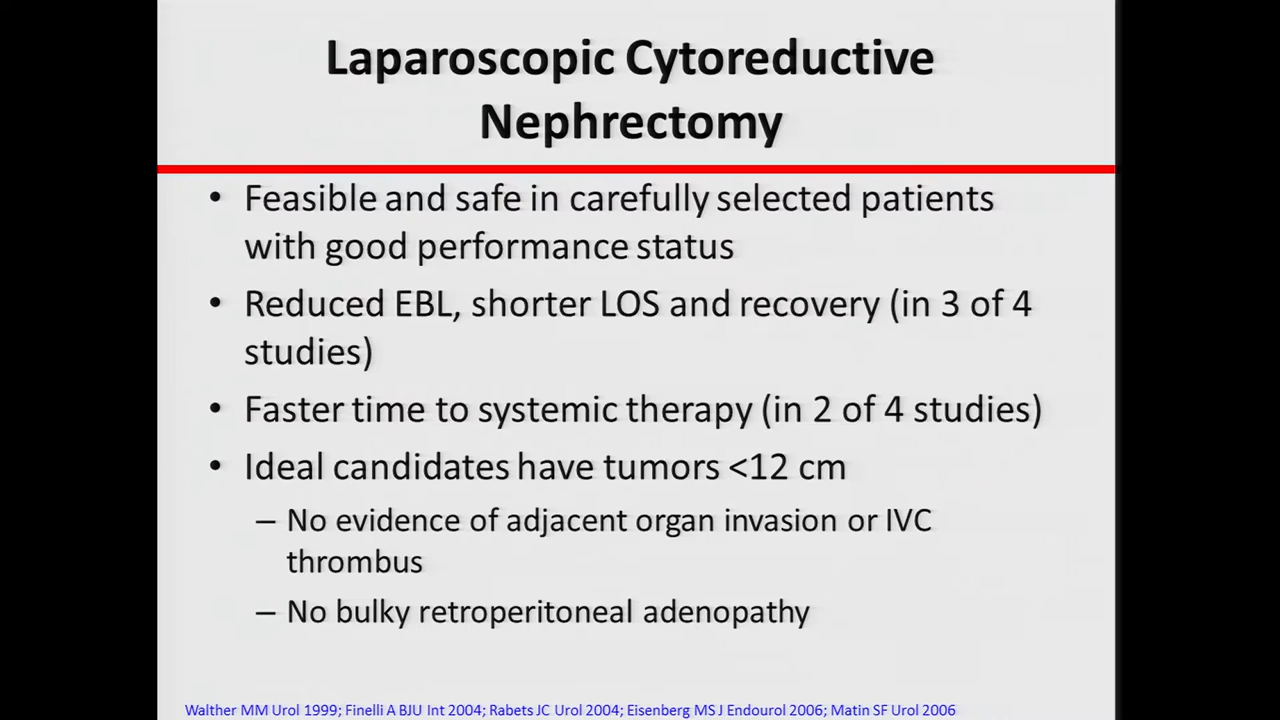 Laparoscopic Cytoreductive
Nephrectomy
• Feasible and safe in carefully selected patients
with good performance status
• Reduced EBL, shorter LOS and recovery (in 3 of 4
studies)
• Faster time to systemic therapy (in 2 of 4 studies)
• Ideal candidates have tumors <12 cm
– No evidence of adjacent organ invasion or IVC
thrombus
– No bulky retroperitoneal adenopathy
Walther MM Urol 1999; Finelli A BJU Int 2004; Rabets JC Urol 2004; Eisenberg MS J Endourol 2006; Matin SF Urol 2006